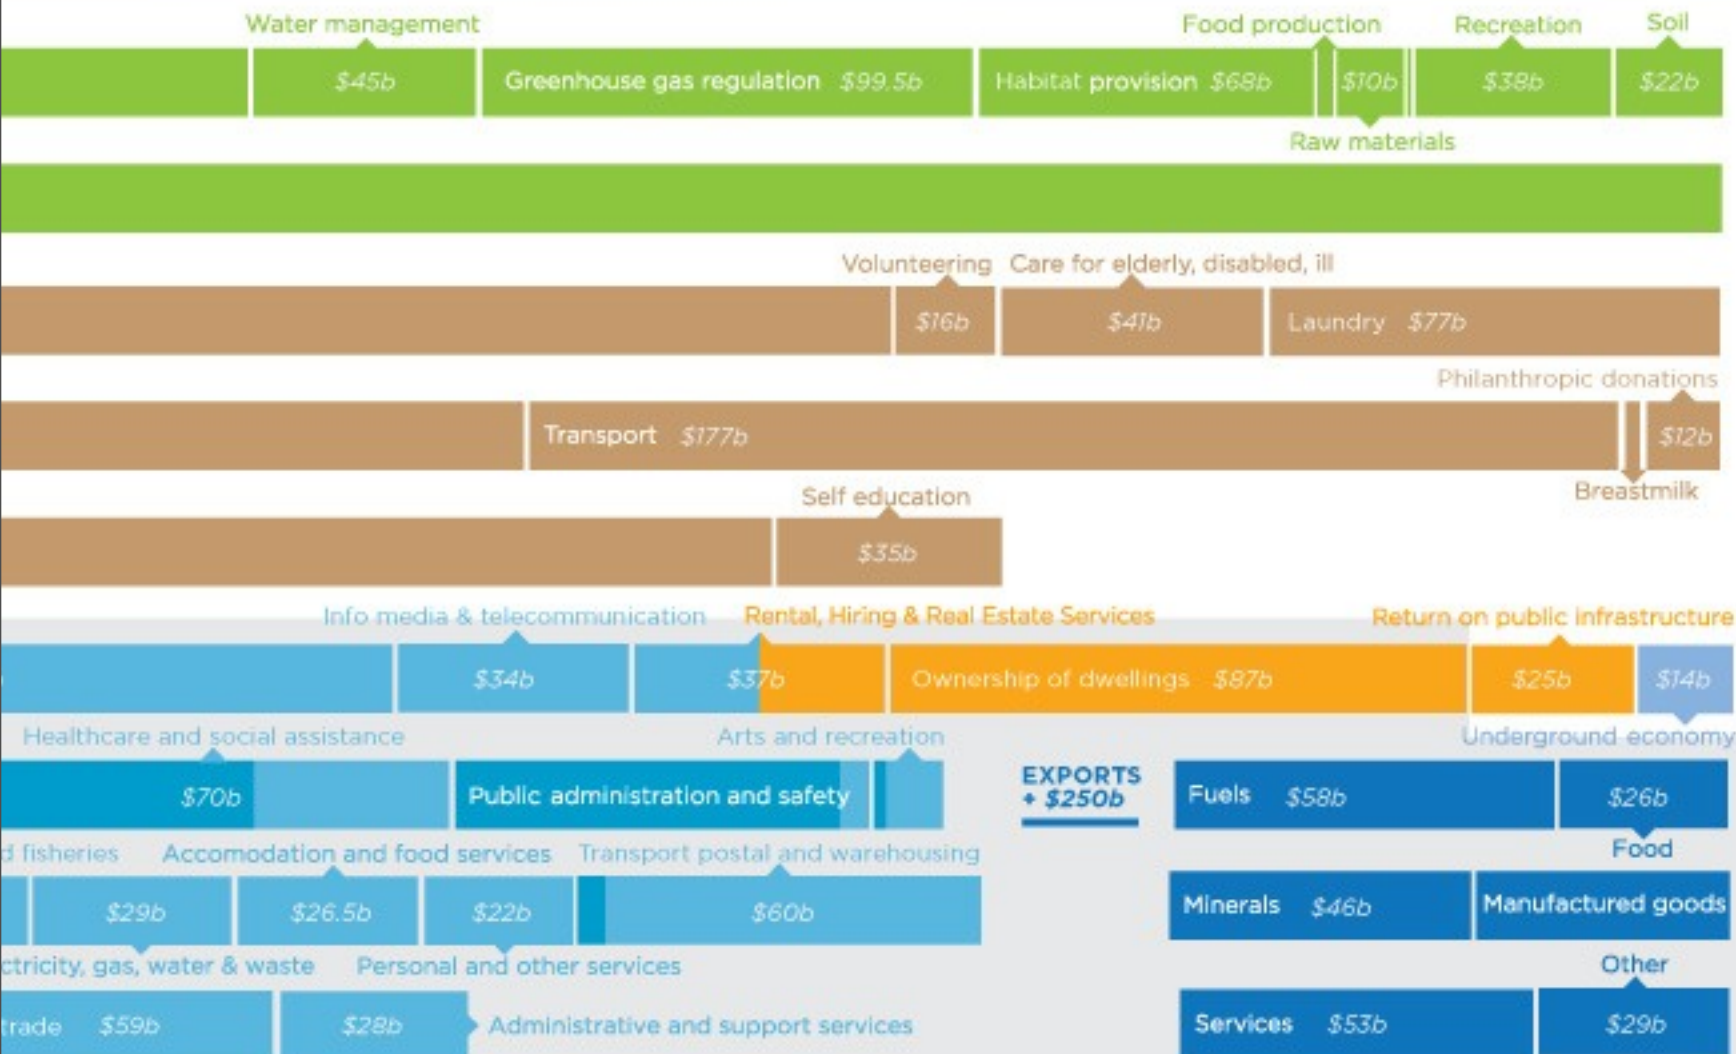 Water management
Food production
Recreation
Soil
$45b
Greenhouse gas regulation $99.5b
Habitat provision $68b
$10b
$38b
$22b
Raw materials
Volunteering
Care for elderly, disabled, ill
$16b
$41b
Laundry $77b
Philanthropic donations
Transport $177b
$12b
Breastmilk
Self education
$35b
Info media & telecommunication
Rental, Hiring & Real Estate Services
Return on public infrastructure
$34b
$37b
Ownership of dwellings $87b
$25b
$14b
Healthcare and social assistance
Arts and recreation
Underground economy
$70b
Public administration and safety
EXPORTS
+ $250b
Fuels $58b
$26b
d fisheries
Accomodation and food services
Transport postal and warehousing
Food
$29b
$26.5b
$22b
$60b
Minerals $46b
Manufactured goods
ctricity, gas, water & waste
Personal and other services
Other
trade $59b
$28b
Administrative and support services
Services $53b
$29b